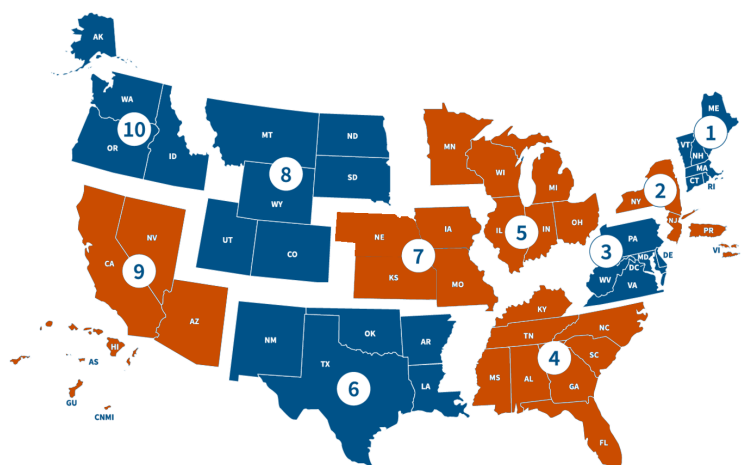 AK
WA
10
OR
ID
MT
ND
8
SD
WY
UT
CO
MN
WI
MI
IL
5
IN
OH
ME
1
VT
NH
MA
CT
RI
2
NY
NJ
PR
VI
PA
3
MD
DE
DC
WV
VA
NV
CA
9
AZ
HI
AS
GU
CNMI
NE
IA
7
KS
MO
NM
OK
AR
TX
LA
6
KY
TN
NC
4
SC
MS
AL
GA
FL